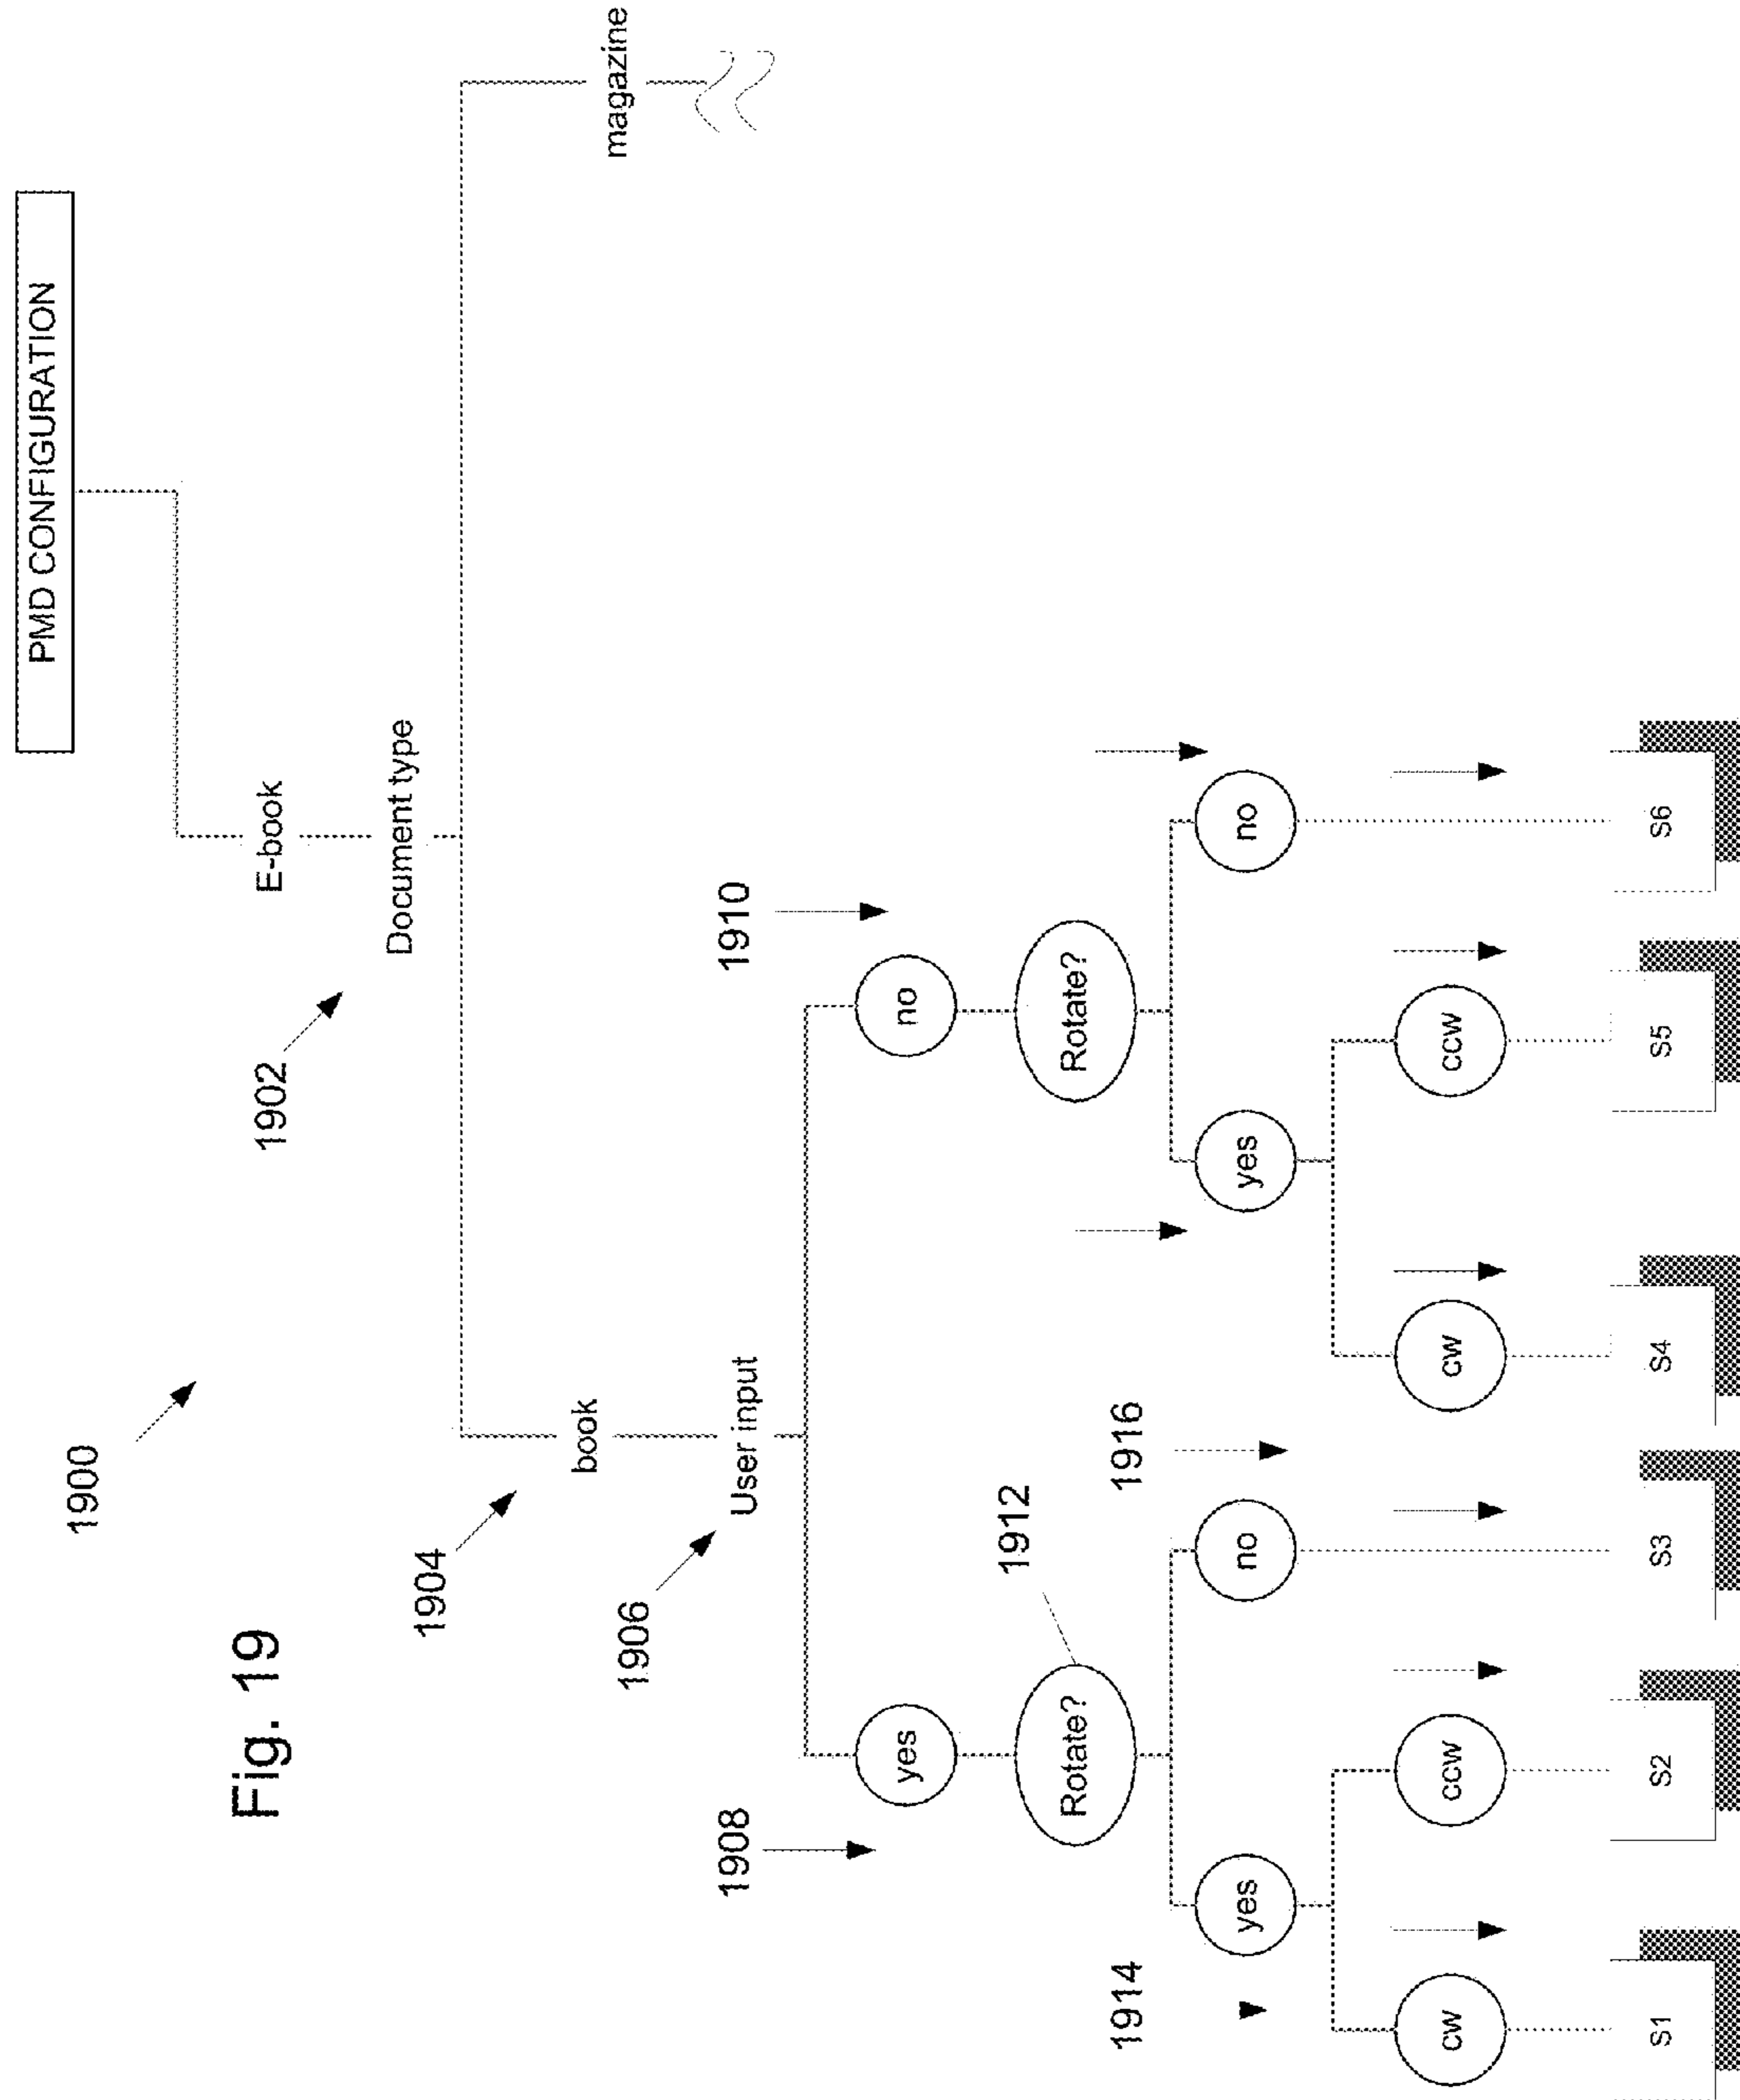 Fig. 19
1900
PMD CONFIGURATION
E-book
1902
Document type
1904
book
magazine
1906
User input
1908
yes
no
1910
Rotate?
1912
Rotate?
1914
yes
no
1916
yes
no
cw
ccw
cw
ccw
S1
S2
S3
S4
S5
S6